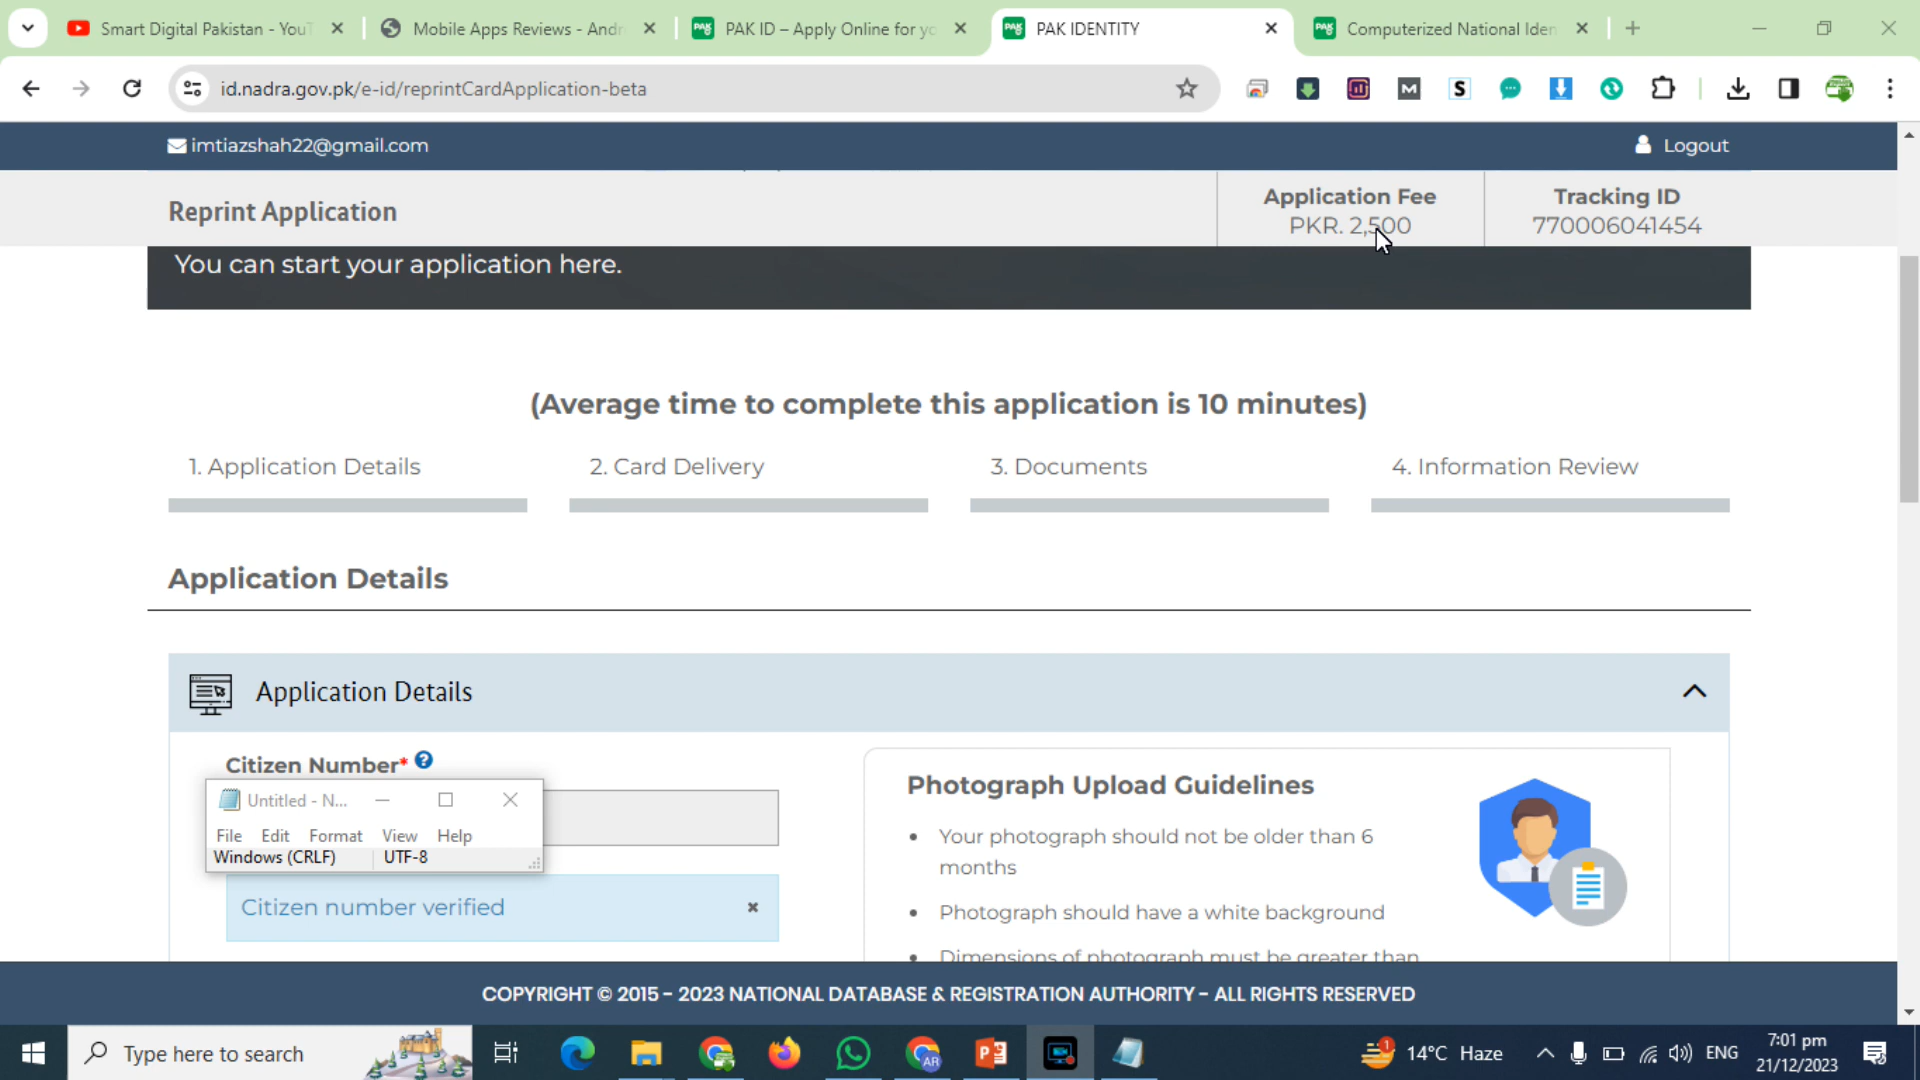 Smart Digital Pakistan - You
Mobile Apps Reviews - Andr
PAK ID – Apply Online for yo
PAK IDENTITY
Computerized National Iden
id.nadra.gov.pk/e-id/reprintCardApplication-beta
imtiazshah22@gmail.com
Logout
Reprint Application
Application Fee
PKR. 2,500
Tracking ID
770006041454
You can start your application here.
(Average time to complete this application is 10 minutes)
1. Application Details
2. Card Delivery
3. Documents
4. Information Review
Application Details
Application Details
Citizen Number*
Untitled - N...
File Edit Format View Help
Windows (CRLF) UTF-8
Citizen number verified
Photograph Upload Guidelines
Your photograph should not be older than 6
months
Photograph should have a white background
Dimensions of photograph must be greater than
COPYRIGHT © 2015 - 2023 NATIONAL DATABASE & REGISTRATION AUTHORITY - ALL RIGHTS RESERVED
Type here to search
14°C Haze
ENG
7:01 pm
21/12/2023